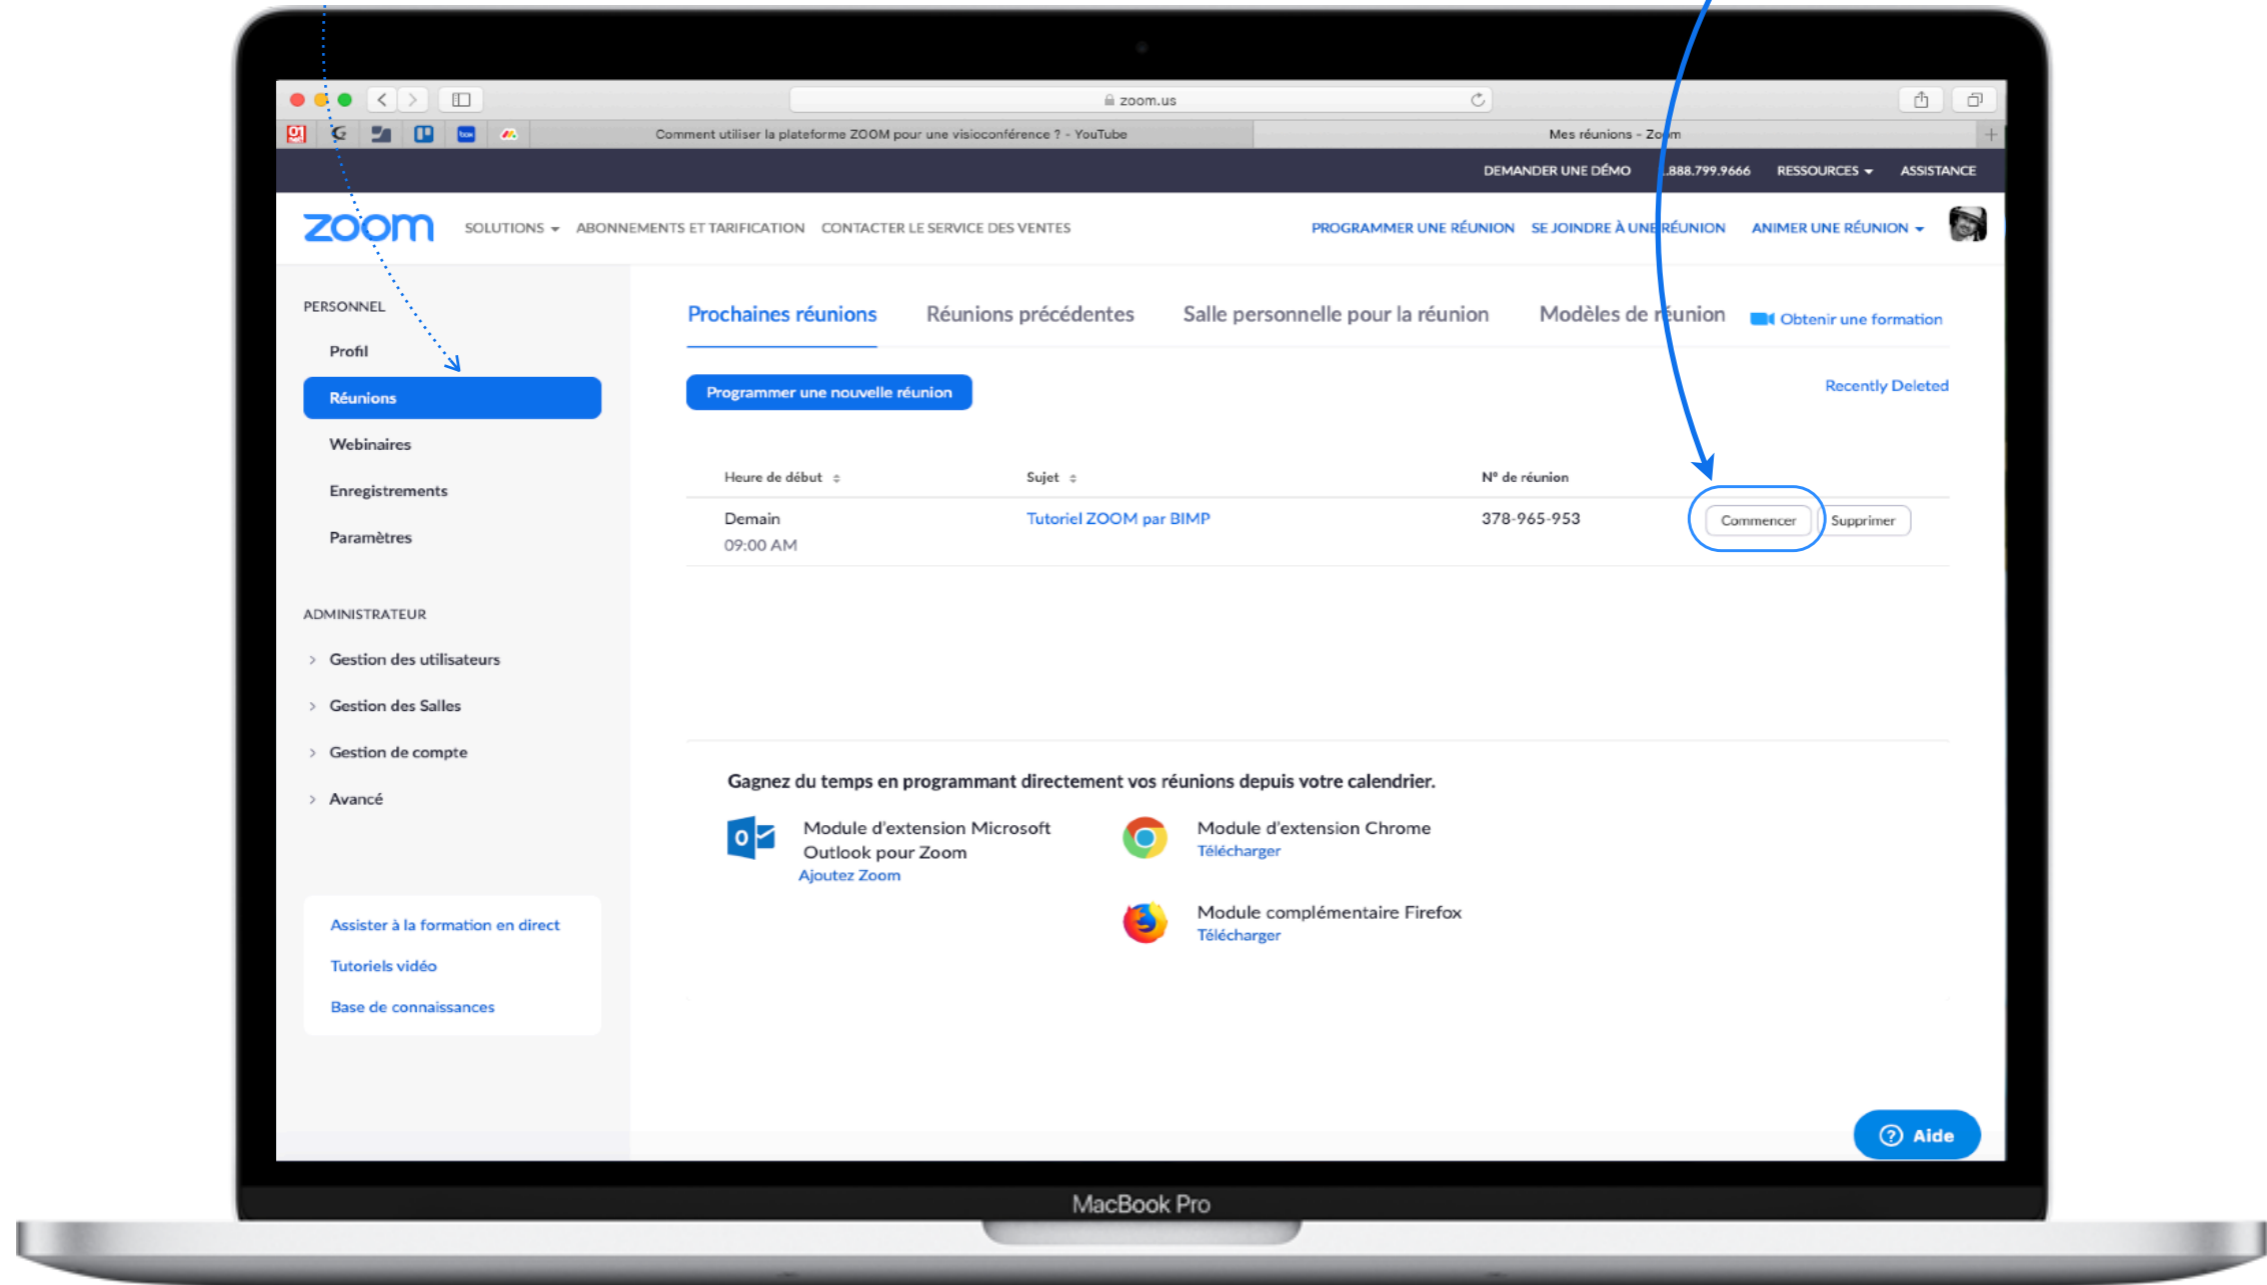 zoom.us
Comment utiliser la plateforme ZOOM pour une visioconférence ? - YouTube
Mes réunions - Zoom
DEMANDER UNE DÉMO .888.799.9666 RESSOURCES ASSISTANCE
zoom SOLUTIONS ABONNEMENTS ET TARIFICATION CONTACTER LE SERVICE DES VENTES PROGRAMMER UNE RÉUNION SE JOINDRE À UNE RÉUNION ANIMER UNE RÉUNION
PERSONNEL
Profil
Réunions
Webinaires
Enregistrements
Paramètres
ADMINISTRATEUR
Gestion des utilisateurs
Gestion des Salles
Gestion de compte
Avancé
Assister à la formation en direct
Tutoriels vidéo
Base de connaissances
Prochaines réunions Réunions précédentes Salle personnelle pour la réunion Modèles de réunion Obtenir une formation
Programmer une nouvelle réunion Recently Deleted
Heure de début Sujet N° de réunion
Demain Tutoriel ZOOM par BIMP 378-965-953 Commencer Supprimer
09:00 AM
Gagnez du temps en programmant directement vos réunions depuis votre calendrier.
Module d'extension Microsoft
Outlook pour Zoom
Ajoutez Zoom
Module d'extension Chrome
Télécharger
Module complémentaire Firefox
Télécharger
Aide
MacBook Pro